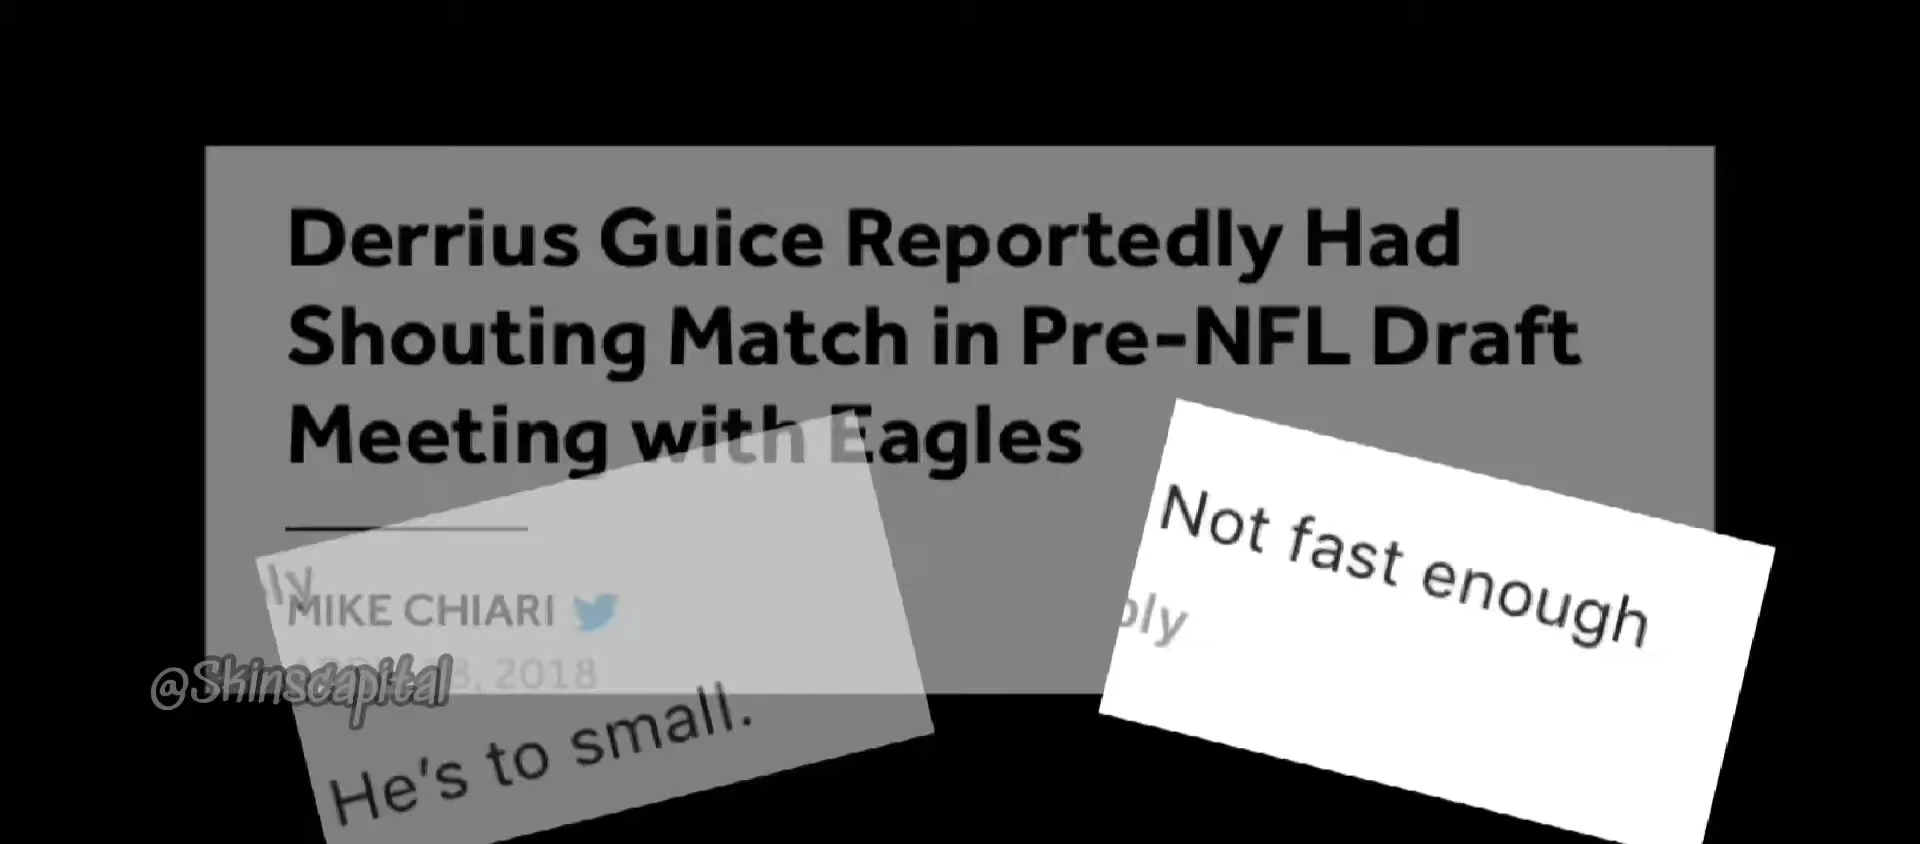 Derrius Guice Reportedly Had
Shouting Match in Pre-NFL Draft
Meeting with Eagles
Not fast enough
MIKE CHIARI
2018
@Skinscapital
He's to small.